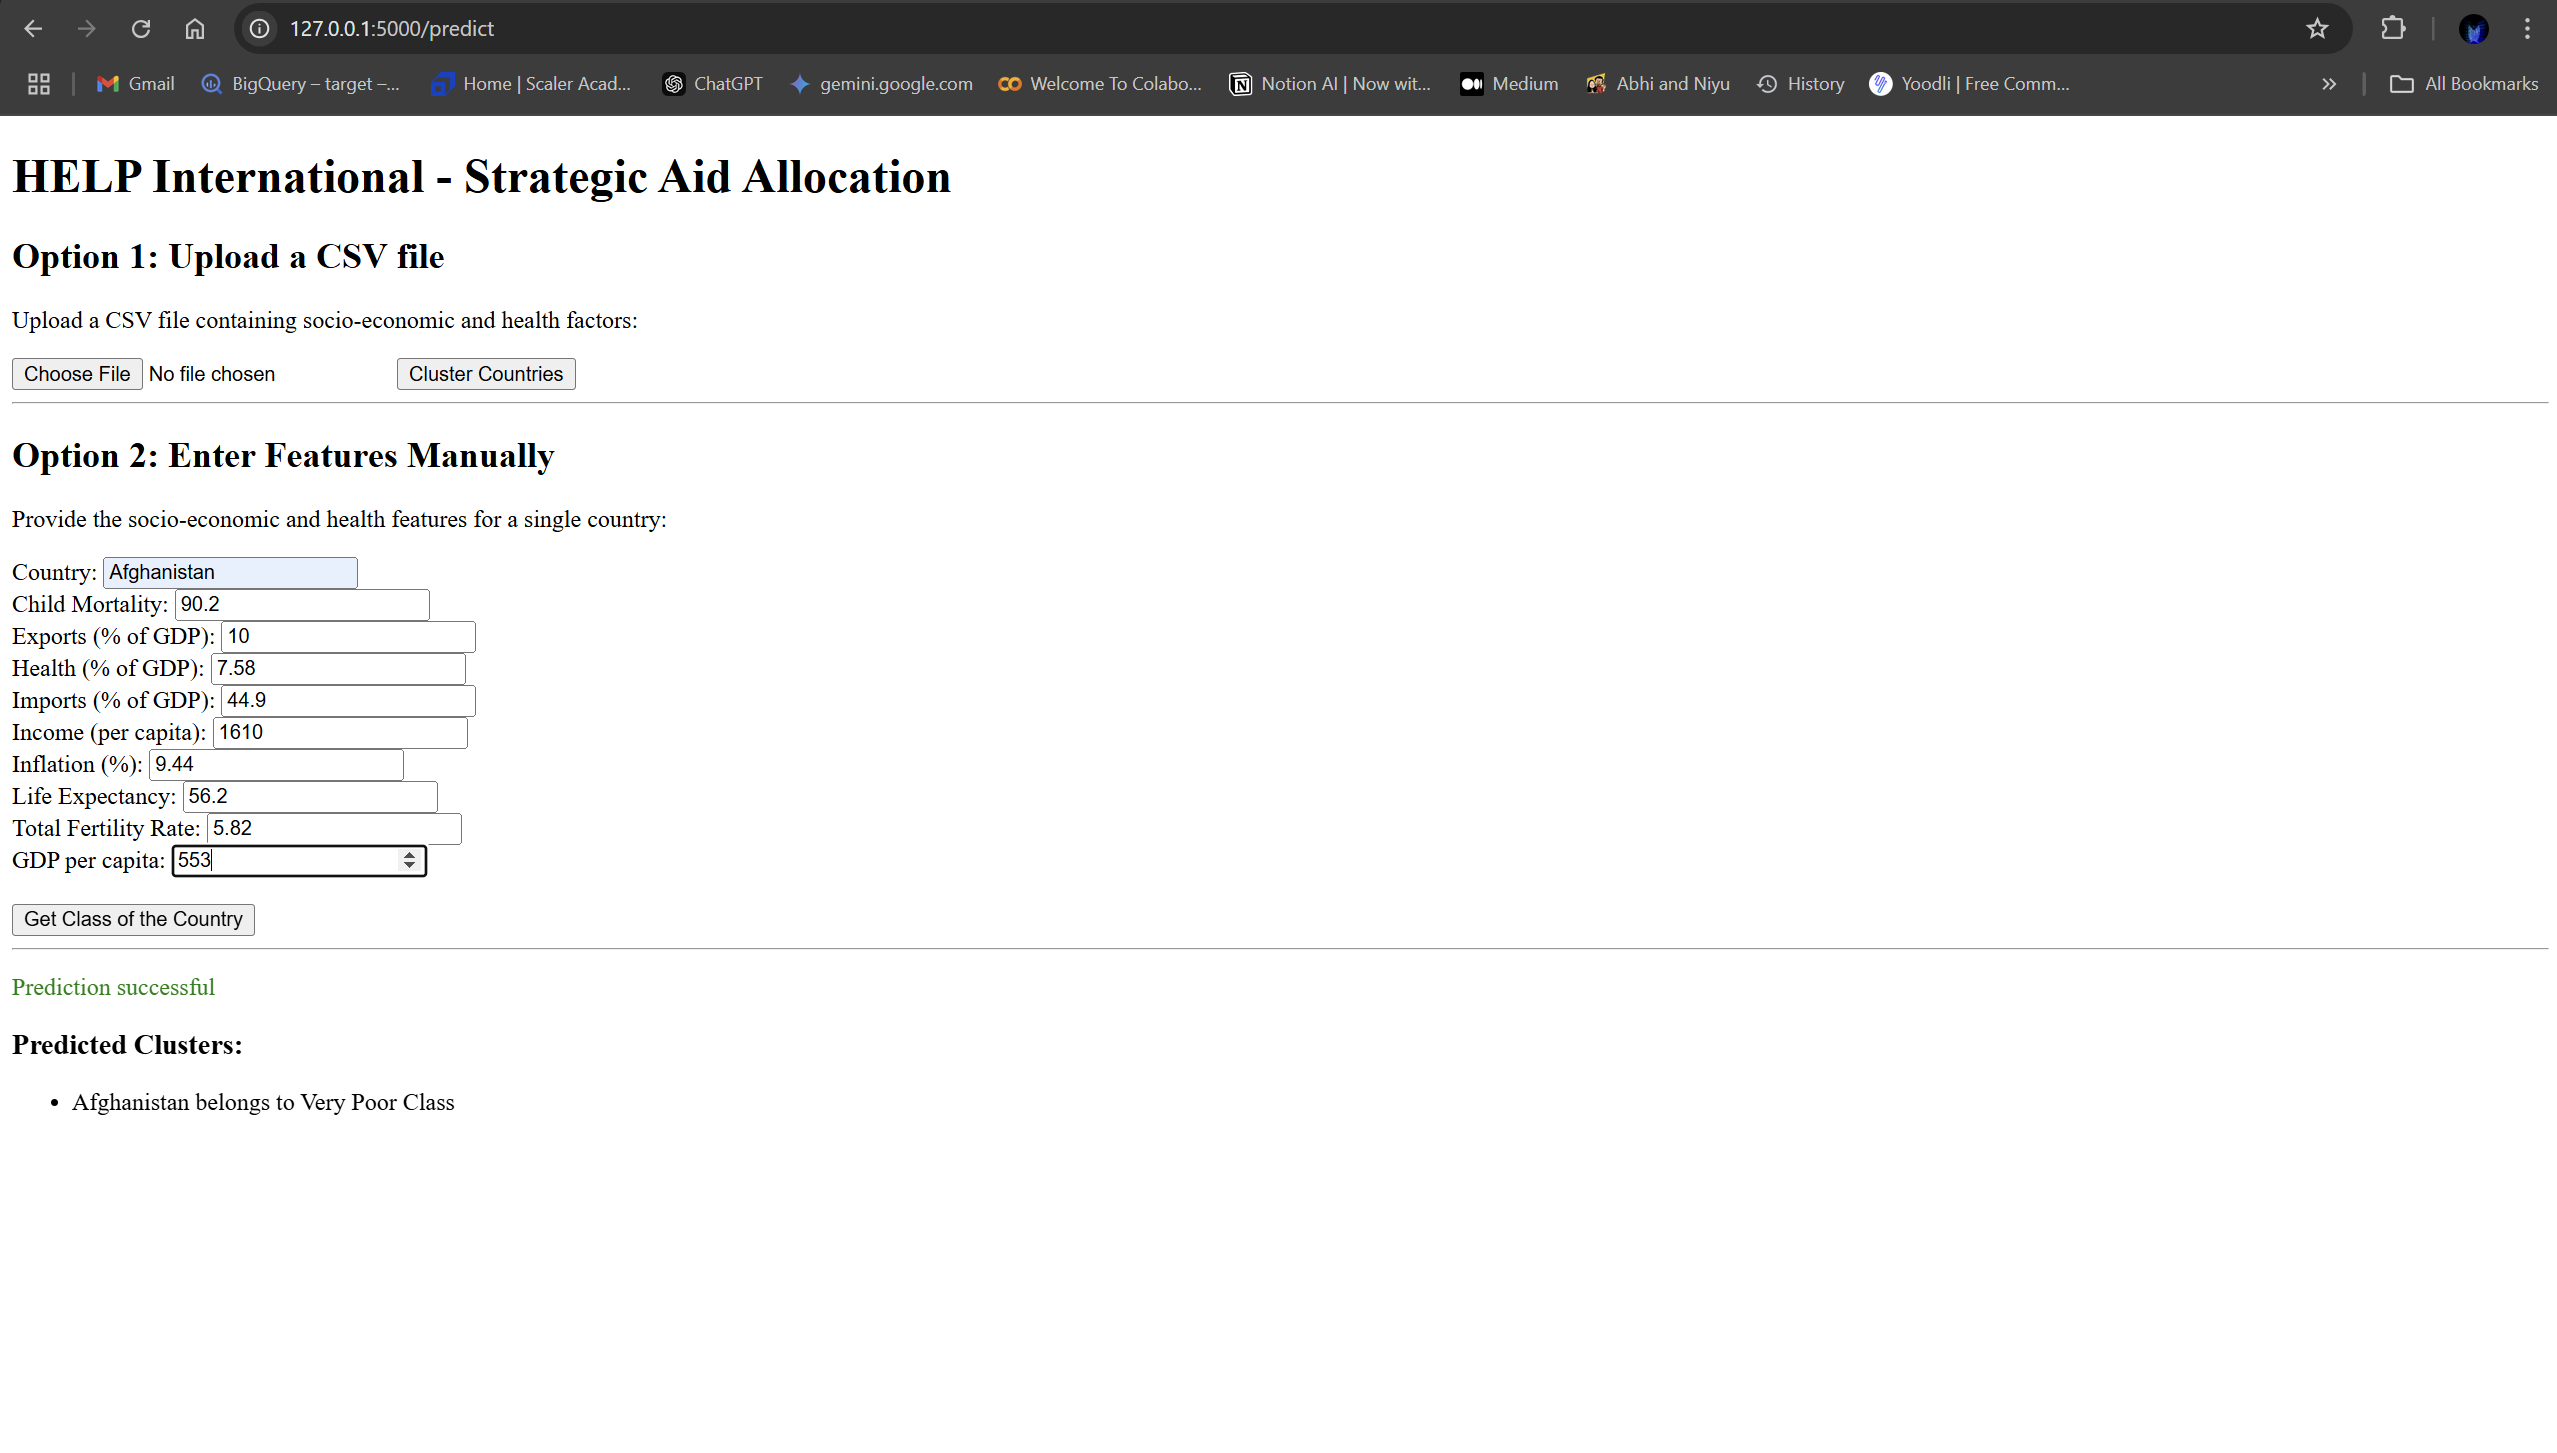 127.0.0.1:5000/predict
Gmail BigQuery – target –... Home | Scaler Acad... ChatGPT gemini.google.com Welcome To Colabo... Notion AI | Now wit... Medium Abhi and Niyu History Yoodli | Free Comm... » All Bookmarks
HELP International - Strategic Aid Allocation
Option 1: Upload a CSV file
Upload a CSV file containing socio-economic and health factors:
Choose File No file chosen Cluster Countries
Option 2: Enter Features Manually
Provide the socio-economic and health features for a single country:
Country: Afghanistan
Child Mortality: 90.2
Exports (% of GDP): 10
Health (% of GDP): 7.58
Imports (% of GDP): 44.9
Income (per capita): 1610
Inflation (%): 9.44
Life Expectancy: 56.2
Total Fertility Rate: 5.82
GDP per capita: 553
Get Class of the Country
Prediction successful
Predicted Clusters:
• Afghanistan belongs to Very Poor Class